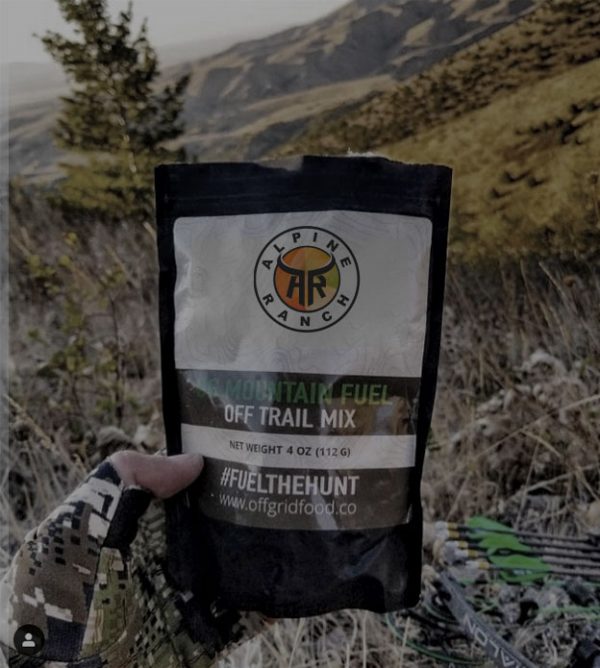 ALPINE
AR
RANCH
MOUNTAIN FUEL
OFF TRAIL MIX
NET WEIGHT 4 OZ (112 G)
#FUELTHEHUNT
www.offgridfood.co